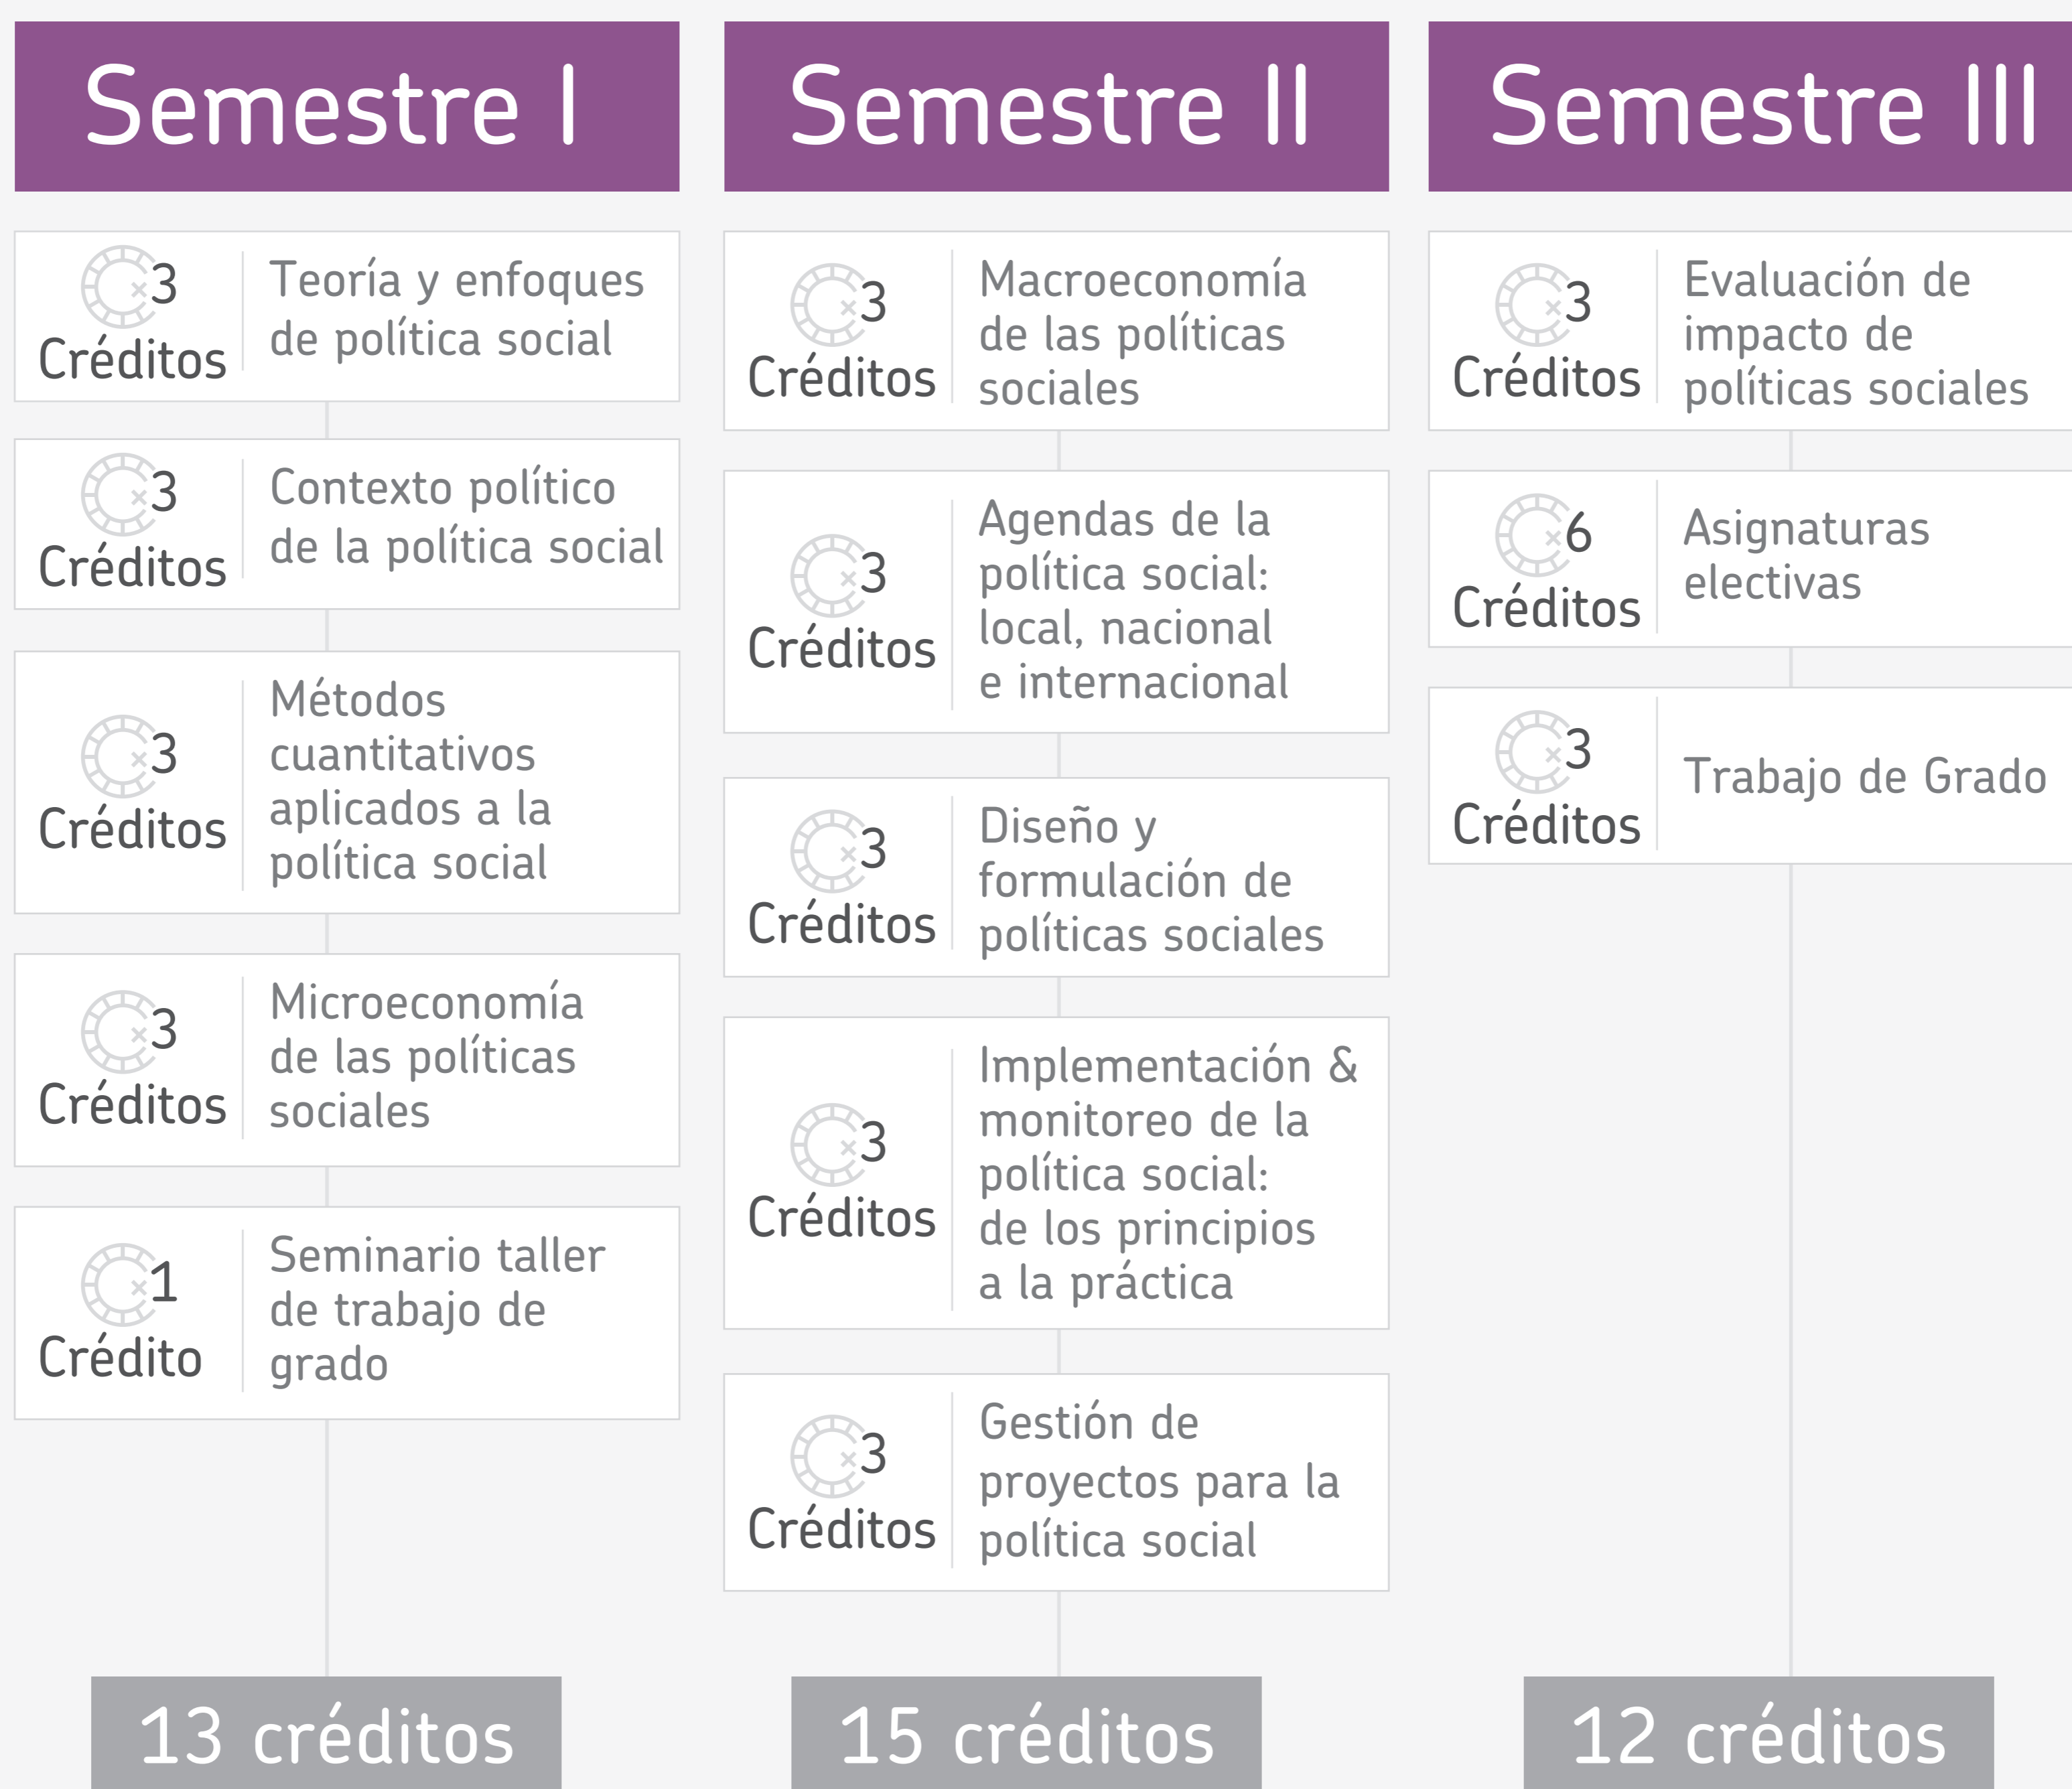 Semestre I
3
Créditos
Teoría y enfoques
de política social
3
Créditos
Contexto político
de la política social
3
Créditos
Métodos
cuantitativos
aplicados a la
política social
3
Créditos
Microeconomía
de las políticas
sociales
1
Crédito
Seminario taller
de trabajo de
grado
13 créditos
Semestre II
3
Créditos
Macroeconomía
de las políticas
sociales
3
Créditos
Agendas de la
política social:
local, nacional
e internacional
3
Créditos
Diseño y
formulación de
políticas sociales
3
Créditos
Implementación &
monitoreo de la
política social:
de los principios
a la práctica
3
Créditos
Gestión de
proyectos para la
política social
15 créditos
Semestre III
3
Créditos
Evaluación de
impacto de
políticas sociales
6
Créditos
Asignaturas
electivas
3
Créditos
Trabajo de Grado
12 créditos